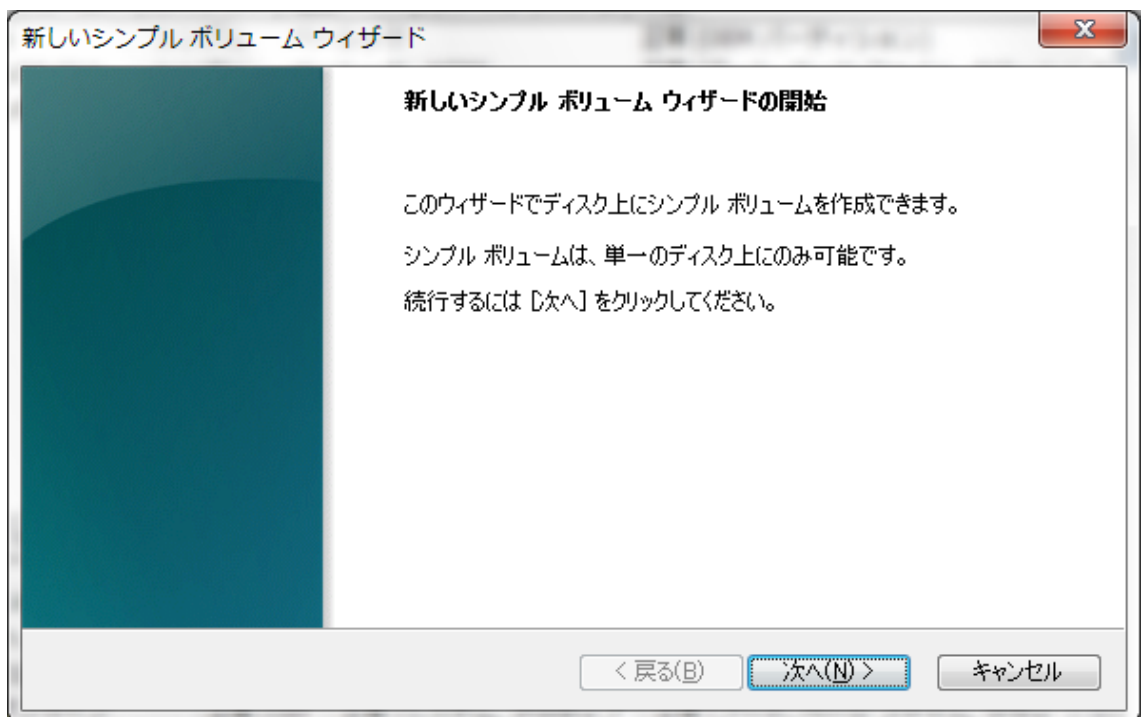 新しいシンプル ボリューム ウィザード
新しいシンプル ボリューム ウィザードの開始
このウィザードでディスク上にシンプル ボリュームを作成できます。
シンプル ボリュームは、単一のディスク上にのみ可能です。
続行するには [次へ] をクリックしてください。
< 戻る(B) 次へ(N) > キャンセル